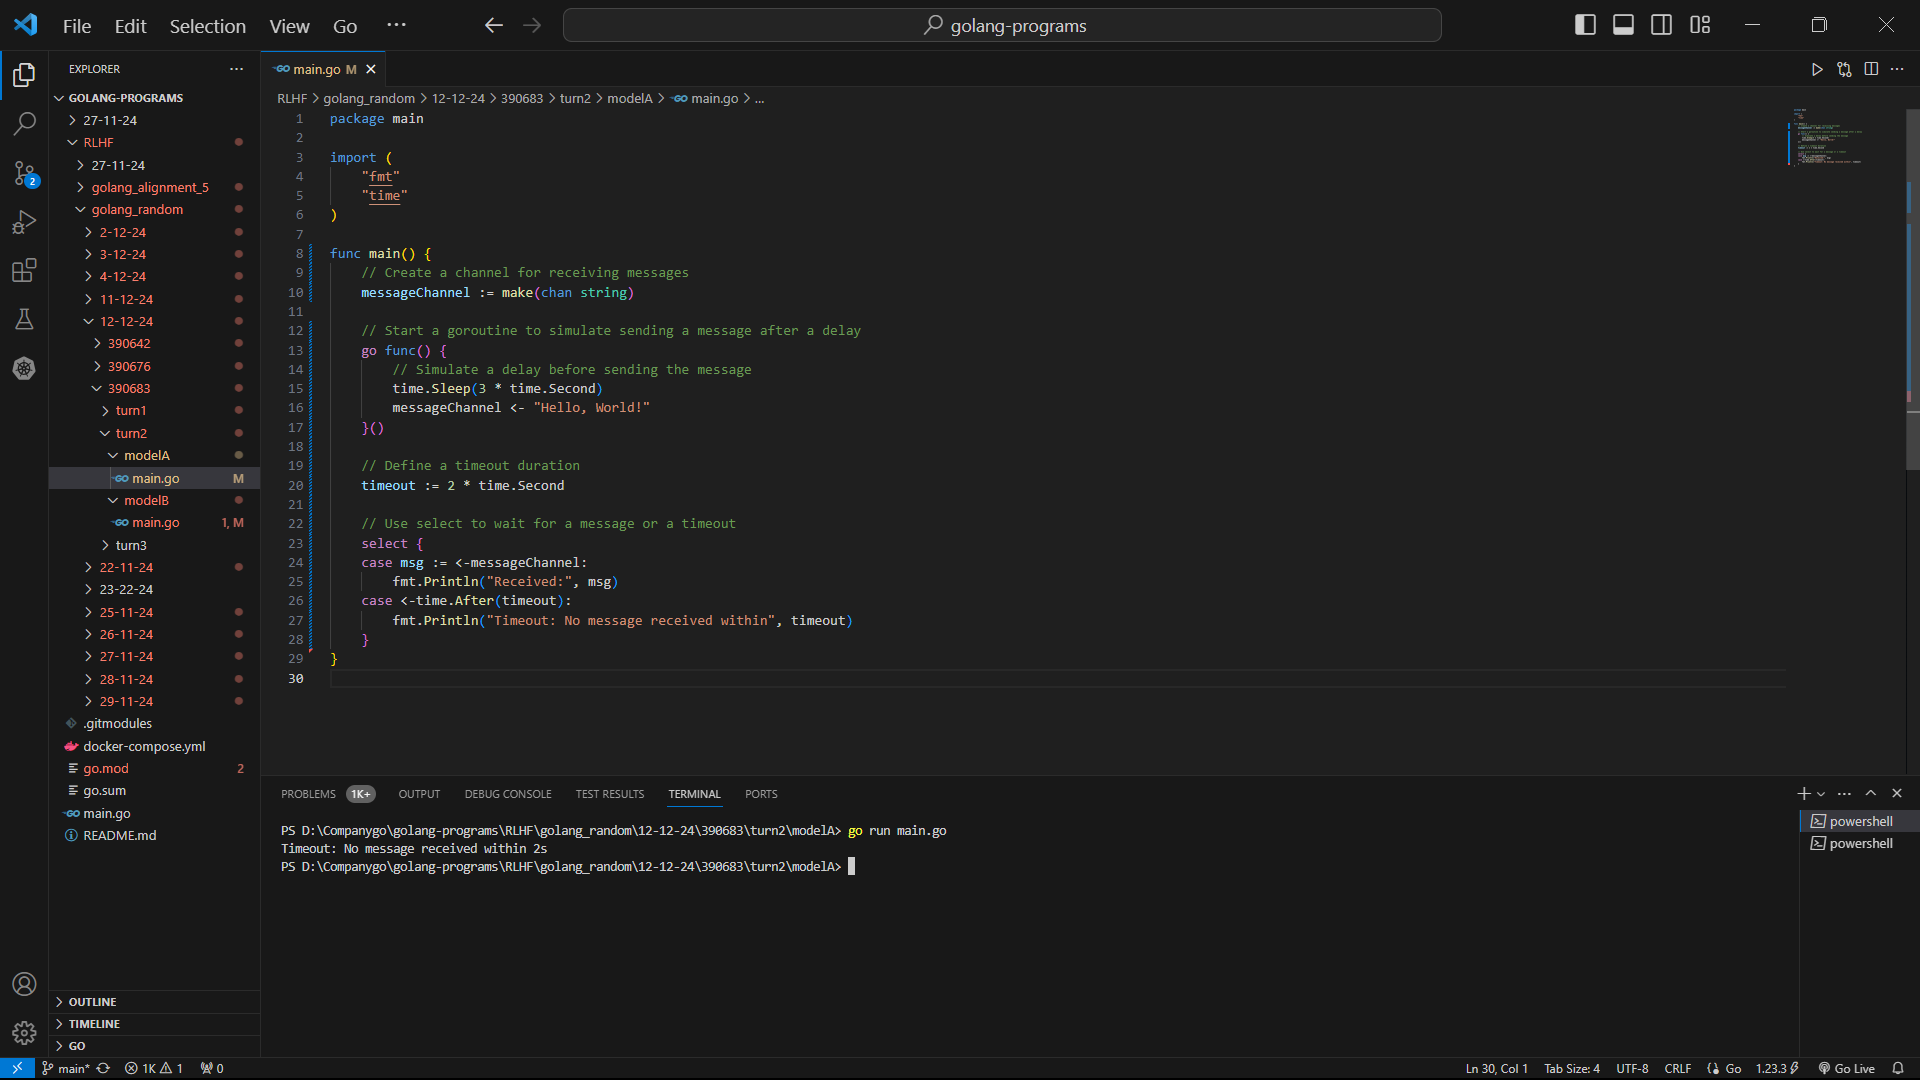 File Edit Selection View Go ···
golang-programs
EXPLORER ···
GOLANG-PROGRAMS
27-11-24
RLHF
27-11-24
golang_alignment_5
golang_random
2-12-24
3-12-24
4-12-24
11-12-24
12-12-24
390642
390676
390683
turn1
turn2
modelA
main.go M
modelB
main.go 1, M
turn3
22-11-24
23-22-24
25-11-24
26-11-24
27-11-24
28-11-24
29-11-24
.gitmodules
docker-compose.yml
go.mod 2
go.sum
main.go
README.md
OUTLINE
TIMELINE
GO
2
main.go M
RLHF > golang_random > 12-12-24 > 390683 > turn2 > modelA > main.go > ...
1 package main
2
3 import (
4 "fmt"
5 "time"
6 )
7
8 func main() {
9 // Create a channel for receiving messages
10 messageChannel := make(chan string)
11
12 // Start a goroutine to simulate sending a message after a delay
13 go func() {
14 // Simulate a delay before sending the message
15 time.Sleep(3 * time.Second)
16 messageChannel <- "Hello, World!"
17 }()
18
19 // Define a timeout duration
20 timeout := 2 * time.Second
21
22 // Use select to wait for a message or a timeout
23 select {
24 case msg := <-messageChannel:
25 fmt.Println("Received:", msg)
26 case <-time.After(timeout):
27 fmt.Println("Timeout: No message received within", timeout)
28 }
29 }
30
PROBLEMS 1K+ OUTPUT DEBUG CONSOLE TEST RESULTS TERMINAL PORTS
PS D:\Companygo\golang-programs\RLHF\golang_random\12-12-24\390683\turn2\modelA> go run main.go
Timeout: No message received within 2s
PS D:\Companygo\golang-programs\RLHF\golang_random\12-12-24\390683\turn2\modelA>
powershell
powershell
main* 1K 1 0
Ln 30, Col 1 Tab Size: 4 UTF-8 CRLF Go 1.23.3 Go Live